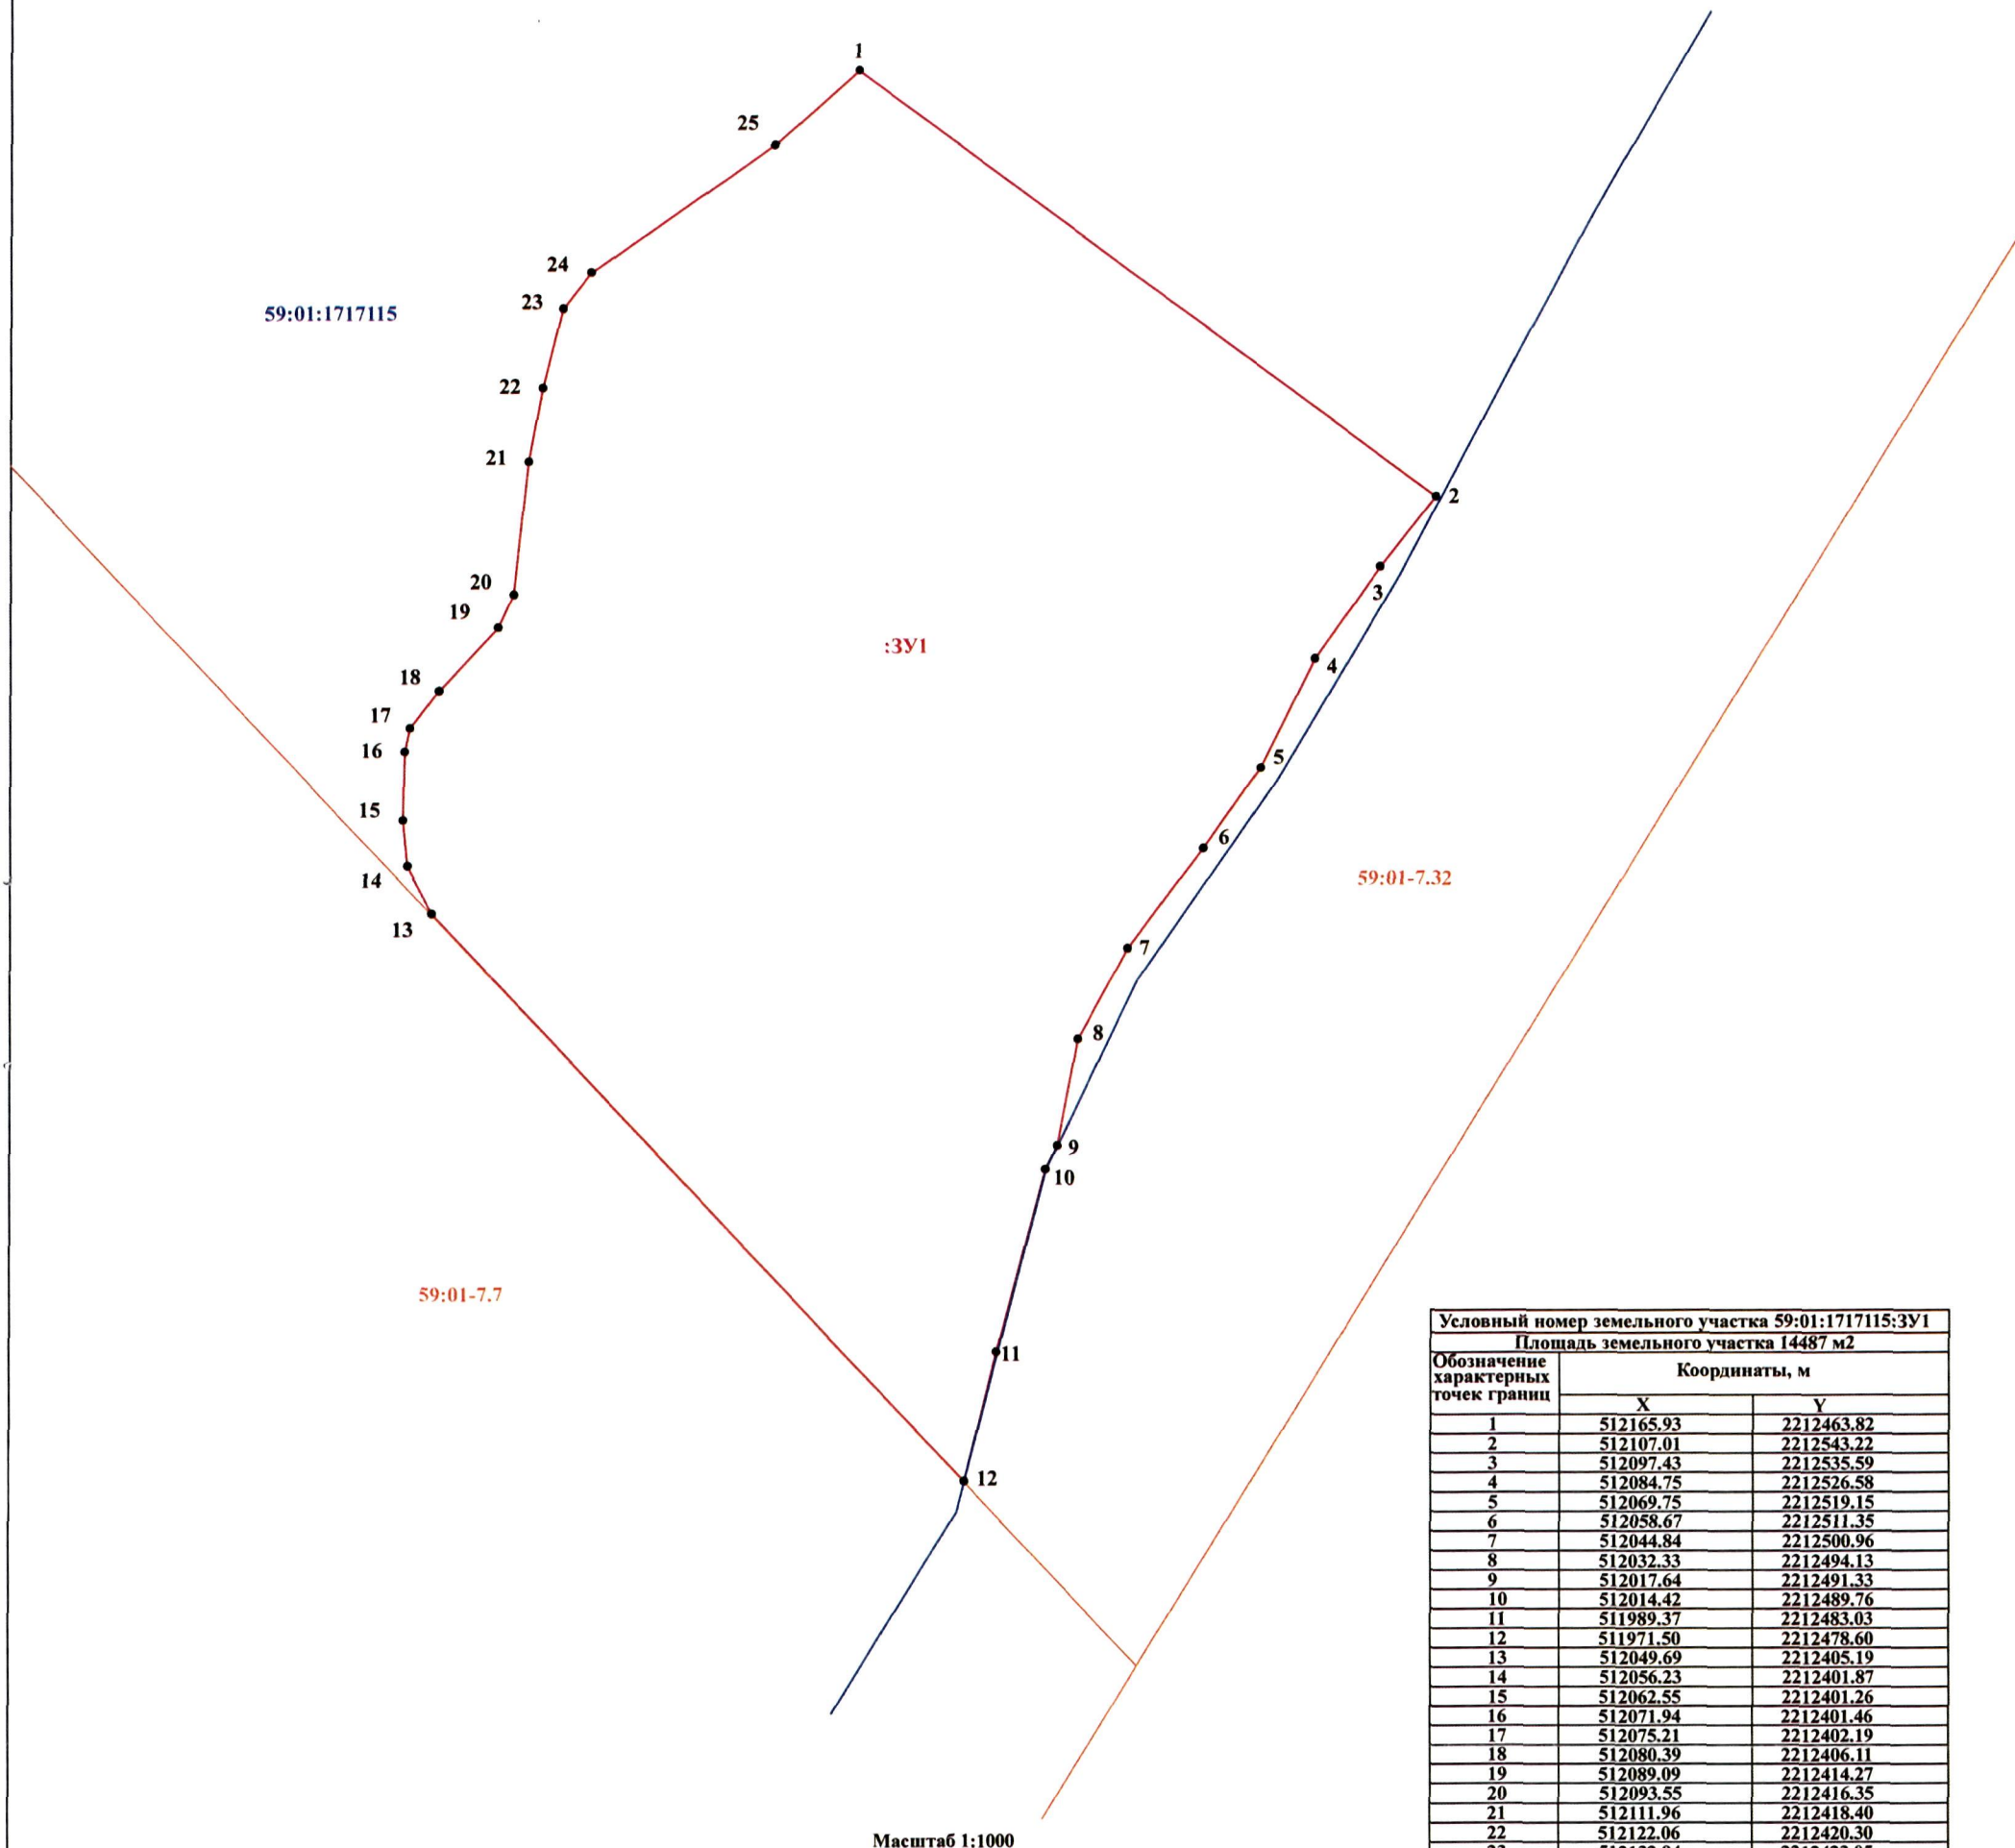 1
25
24
59:01:1717115
23
22
21
2
20
3
19
:ЗУ1
4
18
17
16
5
15
6
14
59:01-7.32
13
7
8
9
10
59:01-7.7
11
12
Условный номер земельного участка 59:01:1717115:ЗУ1
Площадь земельного участка 14487 м2
Обозначение характерных точек границ
Координаты, м
X Y
1 512165.93 2212463.82
2 512107.01 2212543.22
3 512097.43 2212535.59
4 512084.75 2212526.58
5 512069.75 2212519.15
6 512058.67 2212511.35
7 512044.84 2212500.96
8 512032.33 2212494.13
9 512017.64 2212491.33
10 512014.42 2212489.76
11 511989.37 2212483.03
12 511971.50 2212478.60
13 512049.69 2212405.19
14 512056.23 2212401.87
15 512062.55 2212401.26
16 512071.94 2212401.46
17 512075.21 2212402.19
18 512080.39 2212406.11
19 512089.09 2212414.27
20 512093.55 2212416.35
21 512111.96 2212418.40
22 512122.06 2212420.30
Масштаб 1:1000